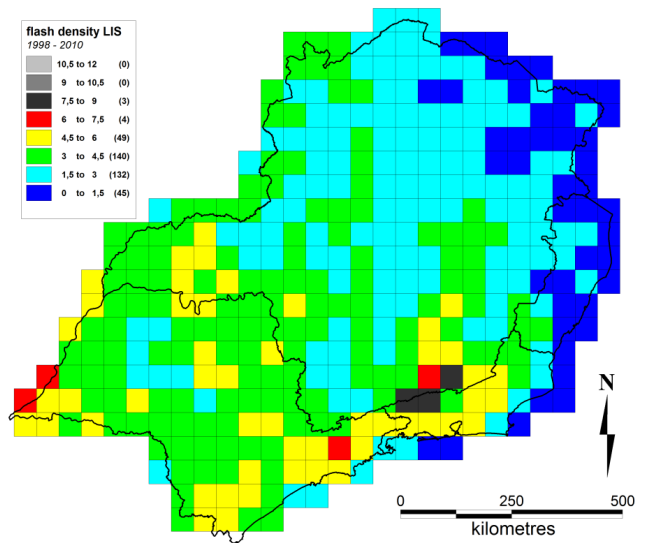 flash density LIS
1998 - 2010
10,5 to 12 (0)
9 to 10,5 (0)
7,5 to 9 (3)
6 to 7,5 (4)
4,5 to 6 (49)
3 to 4,5 (140)
1,5 to 3 (132)
0 to 1,5 (45)
N
0 250 500
kilometres